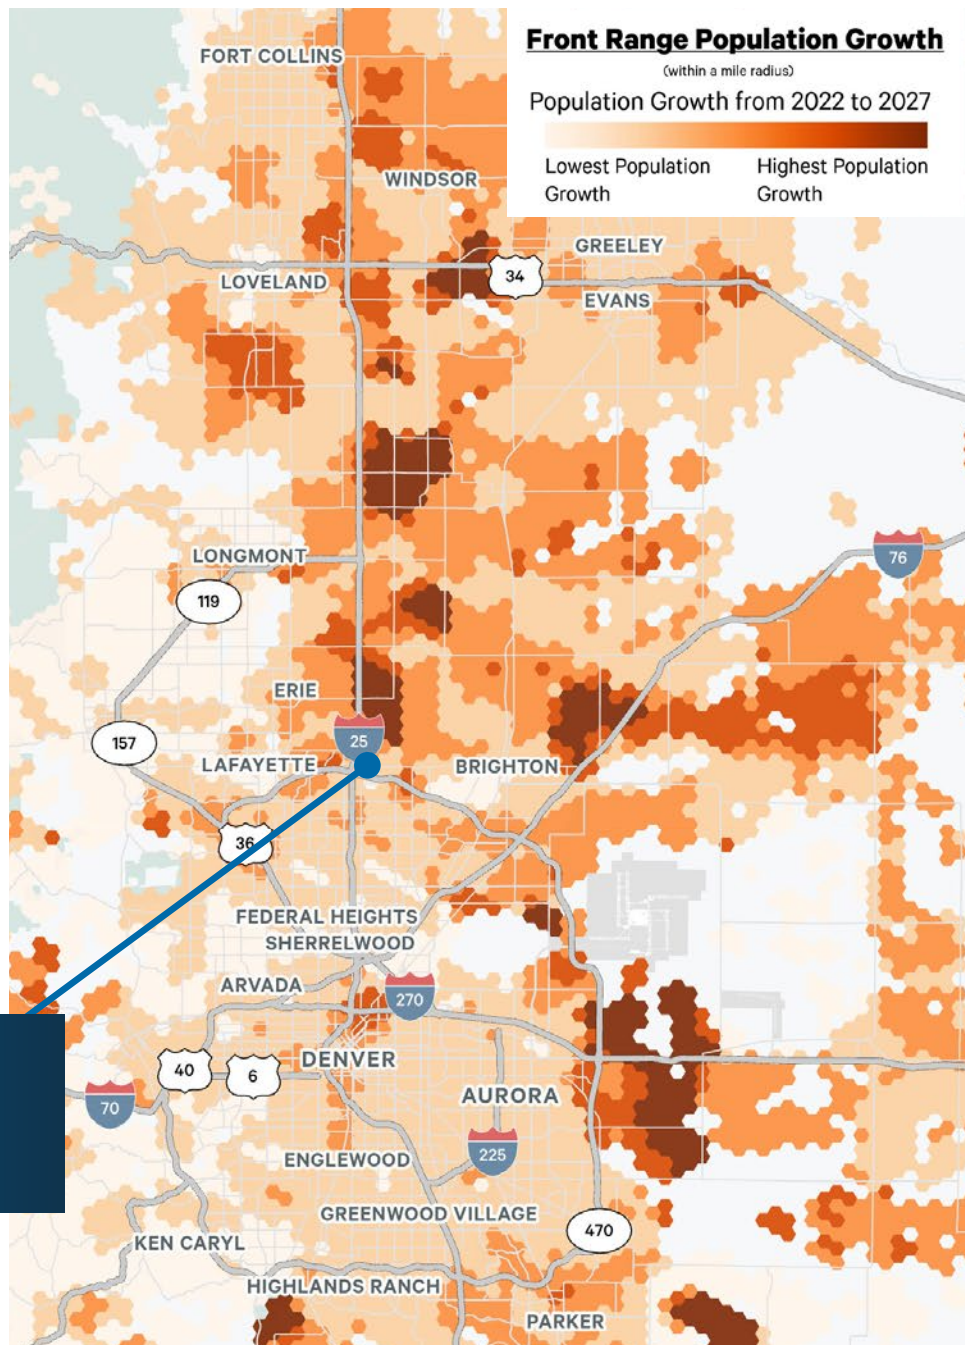 Front Range Population Growth
(within a mile radius)
Population Growth from 2022 to 2027
Lowest Population
Growth
Highest Population
Growth
FORT COLLINS
WINDSOR
GREELEY
34
LOVELAND
EVANS
76
LONGMONT
119
ERIE
25
157
LAFAYETTE
BRIGHTON
36
FEDERAL HEIGHTS
SHERRELWOOD
ARVADA
270
DENVER
40
6
AURORA
70
225
ENGLEWOOD
GREENWOOD VILLAGE
470
KEN CARYL
HIGHLANDS RANCH
PARKER